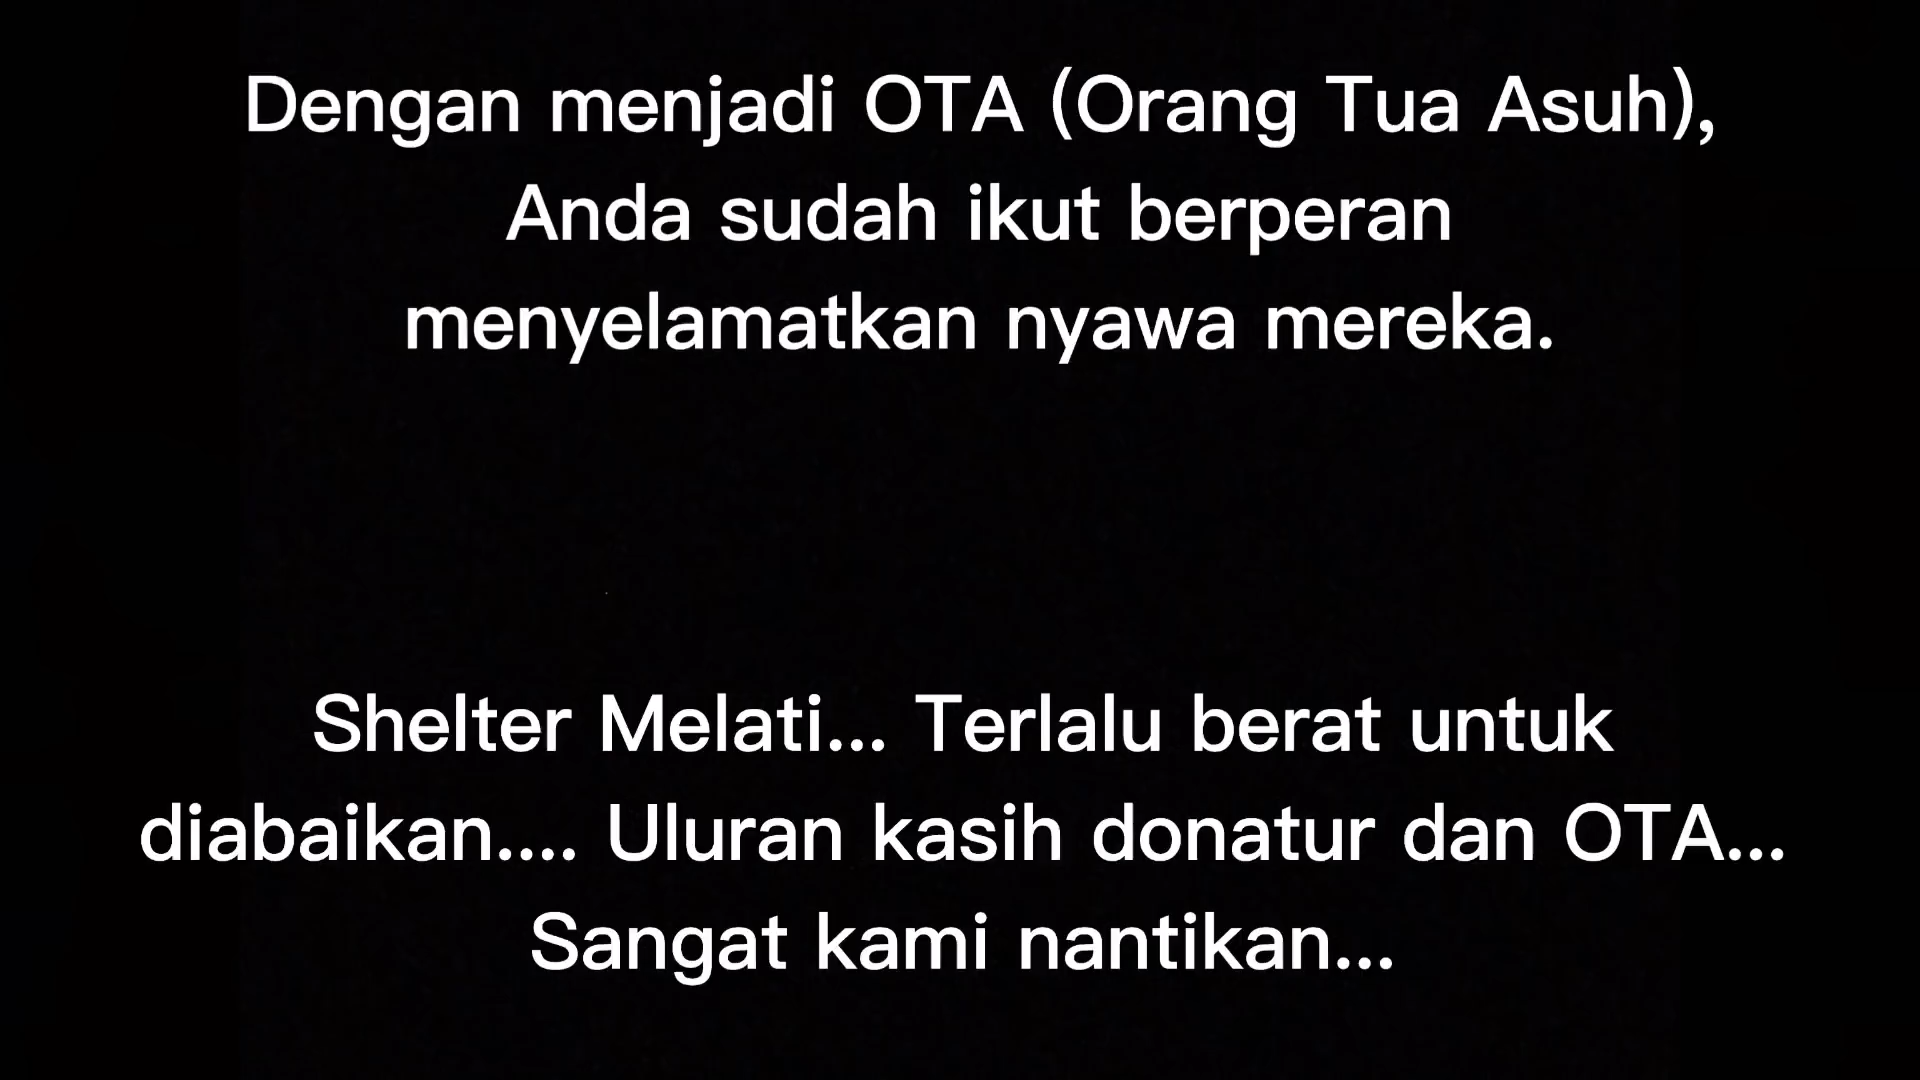 Dengan menjadi OTA (Orang Tua Asuh),
Anda sudah ikut berperan
menyelamatkan nyawa mereka.
Shelter Melati... Terlalu berat untuk
diabaikan.... Uluran kasih donatur dan OTA...
Sangat kami nantikan...